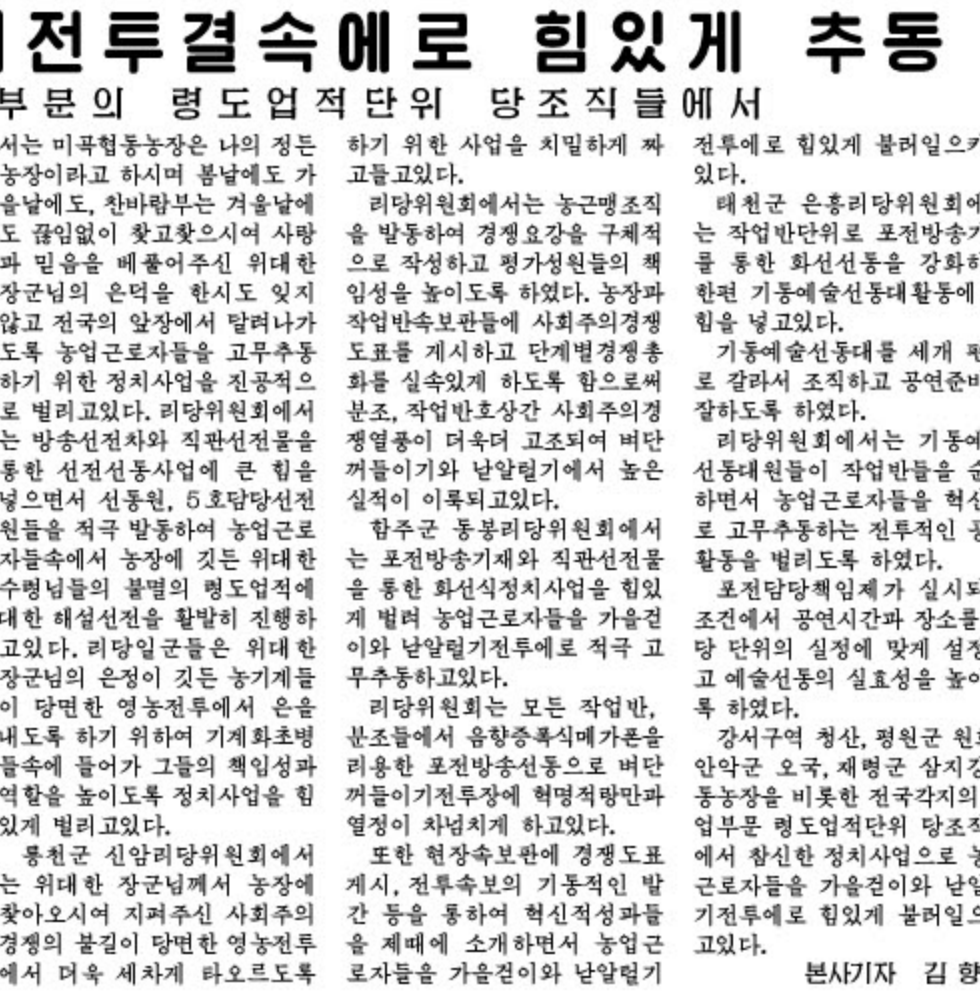 전투결속에로 힘있게 추동
부문의 령도업적단위 당조직들에서
서는 미곡협동농장은 나의 정든
농장이라고 하시며 봄날에도 가
을날에도, 찬바람부는 겨울날에
도 끊임없이 찾고찾으시여 사랑
과 믿음을 베풀어주신 위대한
장군님의 은덕을 한시도 잊지
않고 전국의 앞장에서 달려나가
도록 농업근로자들을 고무추동
하기 위한 정치사업을 진공적으
로 벌리고있다. 리당위원회에서
는 방송선전차와 직관선전물을
통한 선전선동사업에 큰 힘을
넣으면서 선동원, 5호담당선전
원들을 적극 발동하여 농업근로
자들속에서 농장에 깃든 위대한
수령님들의 불멸의 령도업적에
대한 해설선전을 활발히 진행하
고있다. 리당일군들은 위대한
장군님의 은정이 깃든 농기계들
이 당면한 영농전투에서 은을
내도록 하기 위하여 기계화초병
들속에 들어가 그들의 책임성과
역할을 높이도록 정치사업을 힘
있게 벌리고있다.
룡천군 신암리당위원회에서
는 위대한 장군님께서 농장에
찾아오시여 지펴주신 사회주의
경쟁의 불길이 당면한 영농전투
에서 더욱 세차게 타오르도록
하기 위한 사업을 치밀하게 짜
고들고있다.
리당위원회에서는 농근맹조직
을 발동하여 경쟁요강을 구체적
으로 작성하고 평가성원들의 책
임성을 높이도록 하였다. 농장과
작업반속보판들에 사회주의경쟁
도표를 게시하고 단계별경쟁총
화를 실속있게 하도록 함으로써
분조, 작업반호상간 사회주의경
쟁열풍이 더욱더 고조되여 벼단
꺼들이기와 낟알털기에서 높은
실적이 이룩되고있다.
함주군 동봉리당위원회에서
는 포전방송기재와 직관선전물
을 통한 화선식정치사업을 힘있
게 벌려 농업근로자들을 가을걷
이와 낟알털기전투에로 적극 고
무추동하고있다.
리당위원회는 모든 작업반,
분조들에서 음향증폭식메가폰을
리용한 포전방송선동으로 벼단
꺼들이기전투장에 혁명적랑만과
열정이 차넘치게 하고있다.
또한 현장속보판에 경쟁도표
게시, 전투속보의 기동적인 발
간 등을 통하여 혁신적성과들
을 제때에 소개하면서 농업근
로자들을 가을걷이와 낟알털기
전투에로 힘있게 불러일으키
있다.
태천군 은흥리당위원회에
는 작업반단위로 포전방송기
를 통한 화선선동을 강화하
한편 기동예술선동대활동에
힘을 넣고있다.
기동예술선동대를 세개
로 갈라서 조직하고 공연준비
잘하도록 하였다.
리당위원회에서는 기동예
선동대원들이 작업반들을
하면서 농업근로자들을 혁신
로 고무추동하는 전투적인
활동을 벌리도록 하였다.
포전담당책임제가 실시되
조건에서 공연시간과 장소를
당 단위의 실정에 맞게 설정
고 예술선동의 실효성을 높이
록 하였다.
강서구역 청산, 평원군 원화
안악군 오국, 재령군 삼지강
동농장을 비롯한 전국각지의
업부문 령도업적단위 당조직
에서 참신한 정치사업으로
근로자들을 가을걷이와 낟알
기전투에로 힘있게 불러일으
고있다.
본사기자 김 향